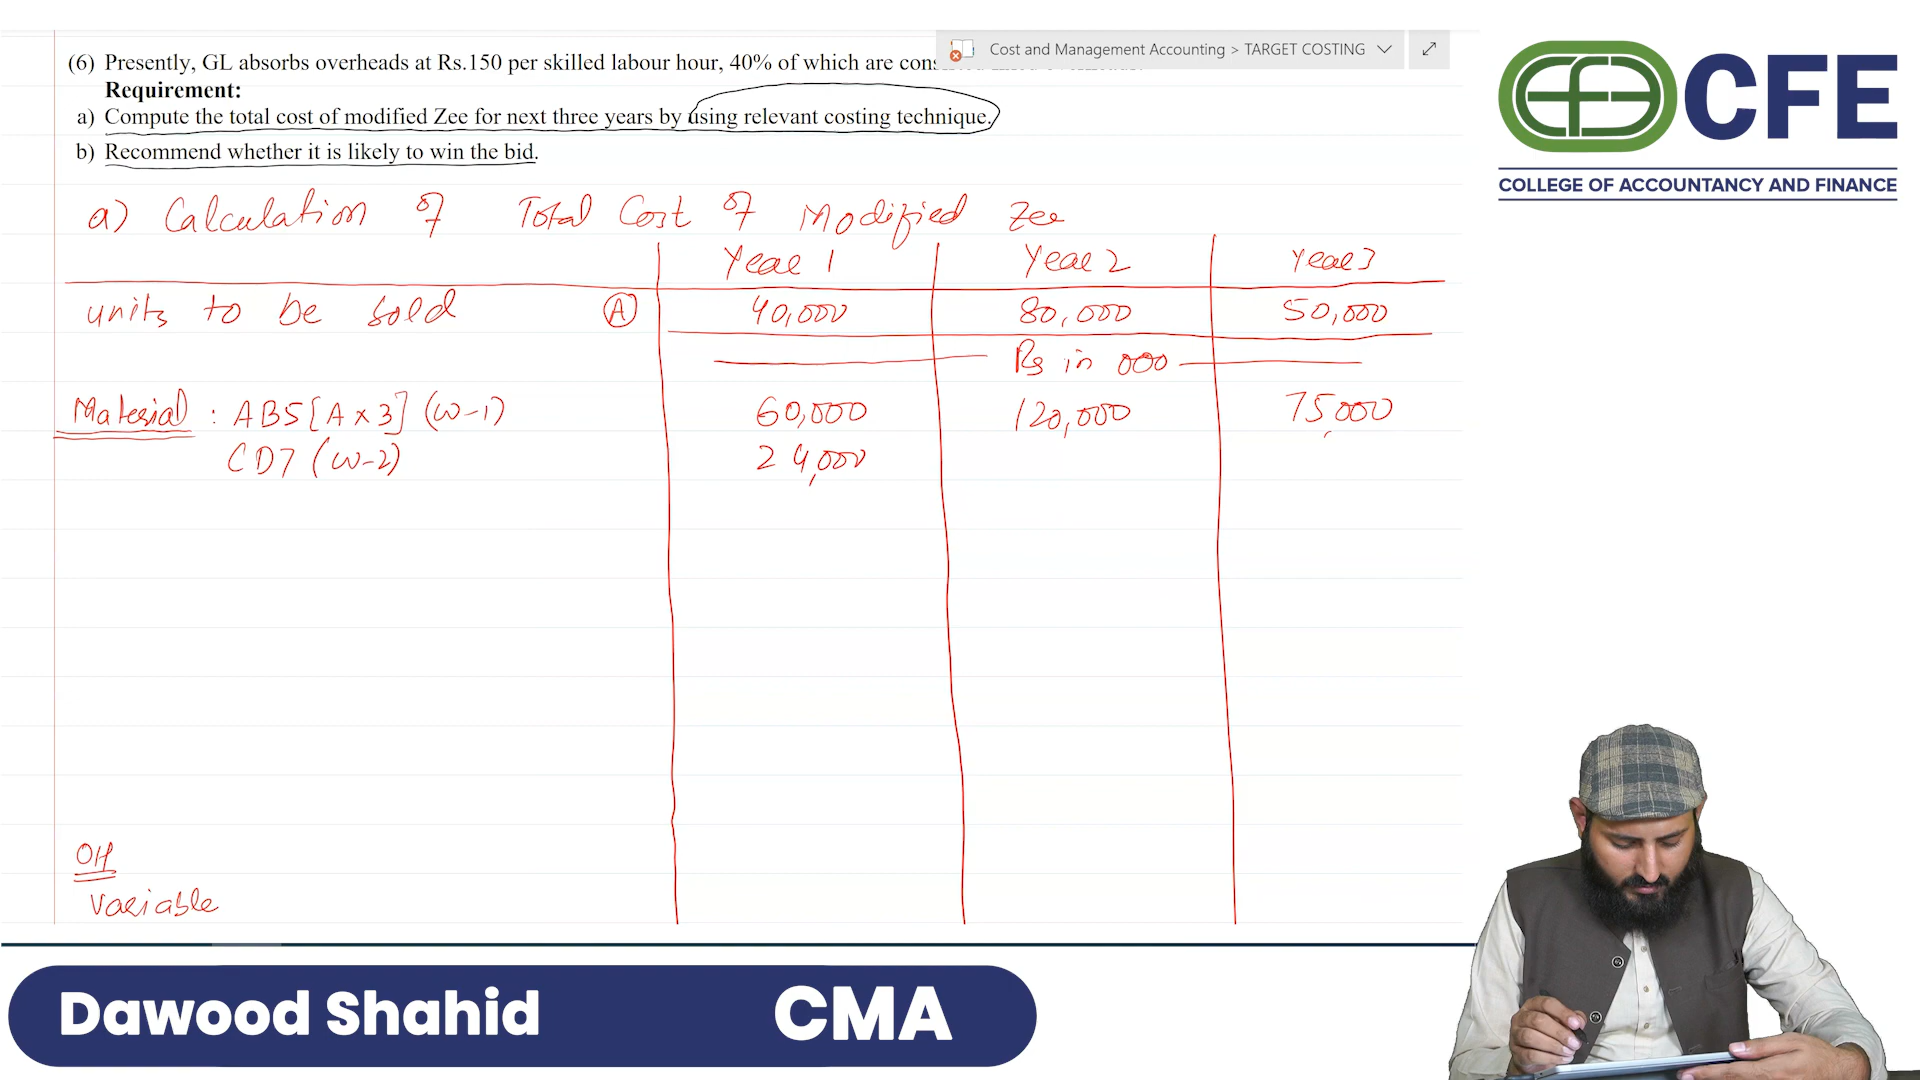 Cost and Management Accounting > TARGET COSTING
(6) Presently, GL absorbs overheads at Rs.150 per skilled labour hour, 40% of which are
Requirement:
a) Compute the total cost of modified Zee for next three years by using relevant costing technique.
b) Recommend whether it is likely to win the bid.
CFE
COLLEGE OF ACCOUNTANCY AND FINANCE
a) Calculation of Total Cost of Modified Zee
Year 1 Year 2 Year 3
units to be sold A 40,000 80,000 50,000
Rs in 000
Material : AB5 [A x 3] (W-1) 60,000 120,000 75,000
CD7 (W-2) 24,000
OH
Variable
Dawood Shahid CMA